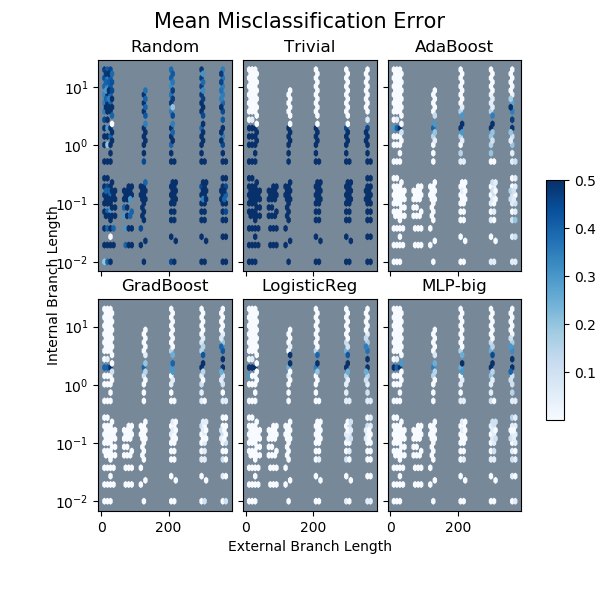 Mean Misclassification Error
Random Trivial AdaBoost
10¹
10⁰
10⁻¹
10⁻²
GradBoost LogisticReg MLP-big
10¹
10⁰
10⁻¹
10⁻²
0 200 0 200 0 200
Internal Branch Length
External Branch Length
0.5
0.4
0.3
0.2
0.1